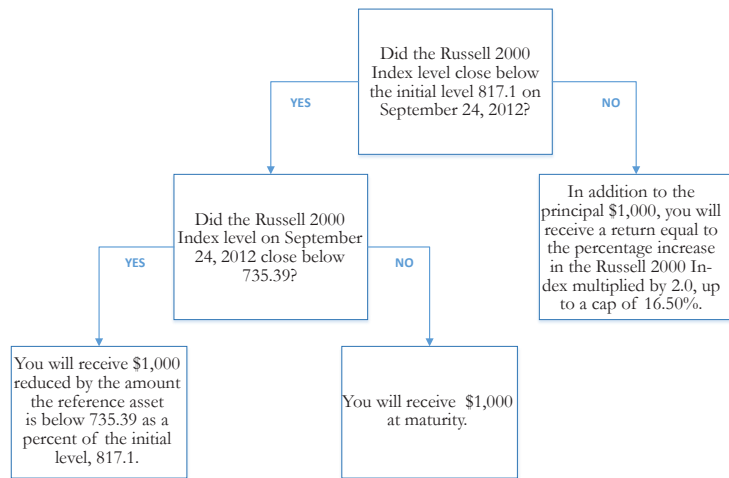 Did the Russell 2000
Index level close below
the initial level 817.1 on
September 24, 2012?
YES
NO
Did the Russell 2000
Index level on September
24, 2012 close below
735.39?
In addition to the
principal $1,000, you will
receive a return equal to
the percentage increase
in the Russell 2000 In-
dex multiplied by 2.0, up
to a cap of 16.50%.
YES
NO
You will receive $1,000
reduced by the amount
the reference asset
is below 735.39 as a
percent of the initial
level, 817.1.
You will receive $1,000
at maturity.